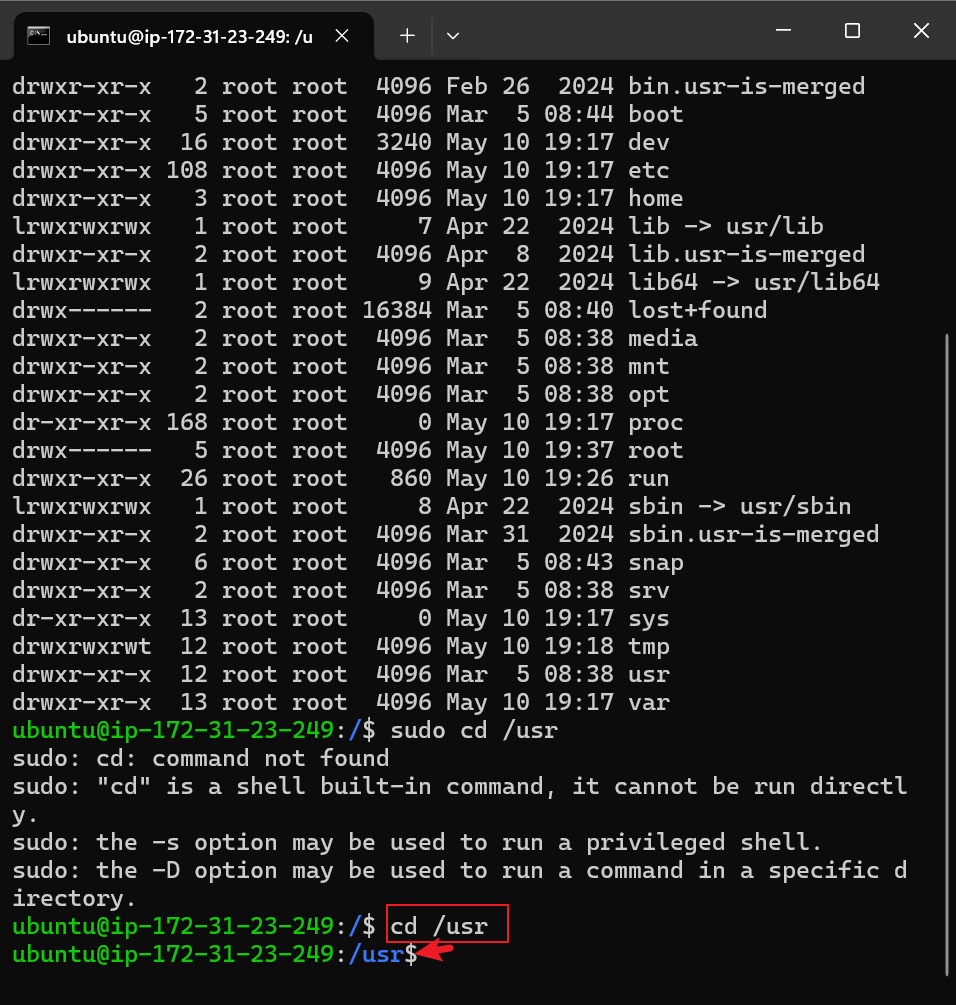 ubuntu@ip-172-31-23-249: /u
drwxr-xr-x   2 root root  4096 Feb 26  2024 bin.usr-is-merged
drwxr-xr-x   5 root root  4096 Mar  5 08:44 boot
drwxr-xr-x  16 root root  3240 May 10 19:17 dev
drwxr-xr-x 108 root root  4096 May 10 19:17 etc
drwxr-xr-x   3 root root  4096 May 10 19:17 home
lrwxrwxrwx   1 root root     7 Apr 22  2024 lib -> usr/lib
drwxr-xr-x   2 root root  4096 Apr  8  2024 lib.usr-is-merged
lrwxrwxrwx   1 root root     9 Apr 22  2024 lib64 -> usr/lib64
drwx------   2 root root 16384 Mar  5 08:40 lost+found
drwxr-xr-x   2 root root  4096 Mar  5 08:38 media
drwxr-xr-x   2 root root  4096 Mar  5 08:38 mnt
drwxr-xr-x   2 root root  4096 Mar  5 08:38 opt
dr-xr-xr-x 168 root root     0 May 10 19:17 proc
drwx------   5 root root  4096 May 10 19:37 root
drwxr-xr-x  26 root root   860 May 10 19:26 run
lrwxrwxrwx   1 root root     8 Apr 22  2024 sbin -> usr/sbin
drwxr-xr-x   2 root root  4096 Mar 31  2024 sbin.usr-is-merged
drwxr-xr-x   6 root root  4096 Mar  5 08:43 snap
drwxr-xr-x   2 root root  4096 Mar  5 08:38 srv
dr-xr-xr-x  13 root root     0 May 10 19:17 sys
drwxrwxrwt  12 root root  4096 May 10 19:18 tmp
drwxr-xr-x  12 root root  4096 Mar  5 08:38 usr
drwxr-xr-x  13 root root  4096 May 10 19:17 var
ubuntu@ip-172-31-23-249:/$ sudo cd /usr
sudo: cd: command not found
sudo: "cd" is a shell built-in command, it cannot be run directl
y.
sudo: the -s option may be used to run a privileged shell.
sudo: the -D option may be used to run a command in a specific d
irectory.
ubuntu@ip-172-31-23-249:/$ cd /usr
ubuntu@ip-172-31-23-249:/usr$